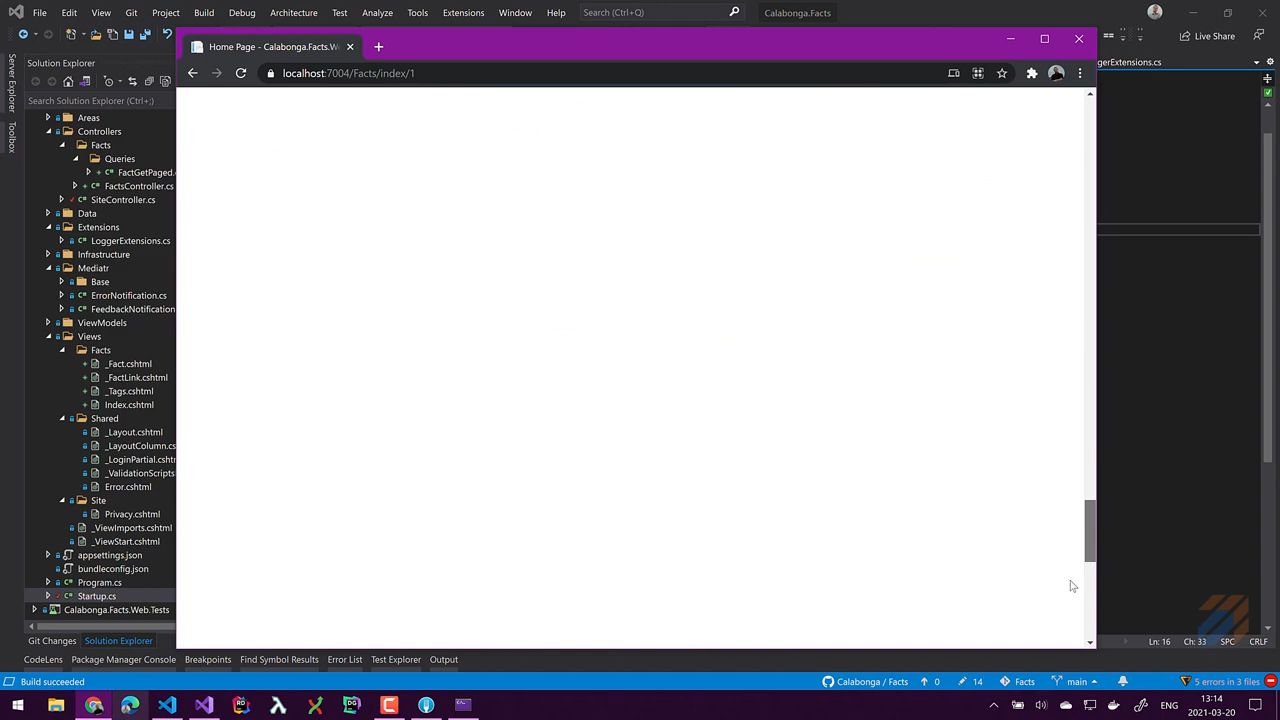 File Edit View Git Project Build Debug Architecture Test Analyze Tools Extensions Window Help Search (Ctrl+Q) Calabonga.Facts
Live Share
Server Explorer
Toolbox
Solution Explorer
Search Solution Explorer (Ctrl+;)
Areas
Controllers
Facts
Queries
FactGetPaged.c
FactsController.cs
SiteController.cs
Data
Extensions
LoggerExtensions.cs
Infrastructure
Mediatr
Base
ErrorNotification.cs
FeedbackNotification
ViewModels
Views
Facts
_Fact.cshtml
_FactLink.cshtml
_Tags.cshtml
Index.cshtml
Shared
_Layout.cshtml
_LayoutColumn.cs
_LoginPartial.cshtml
_ValidationScripts
Error.cshtml
Site
Privacy.cshtml
_ViewImports.cshtml
_ViewStart.cshtml
appsettings.json
bundleconfig.json
Program.cs
Startup.cs
Calabonga.Facts.Web.Tests
Git Changes Solution Explorer
Home Page - Calabonga.Facts.W
localhost:7004/Facts/index/1
gerExtensions.cs
Ln: 16 Ch: 33 SPC CRLF
CodeLens Package Manager Console Breakpoints Find Symbol Results Error List Test Explorer Output
Build succeeded Calabonga / Facts 0 14 Facts main 5 errors in 3 files
ENG 13:14
2021-03-20